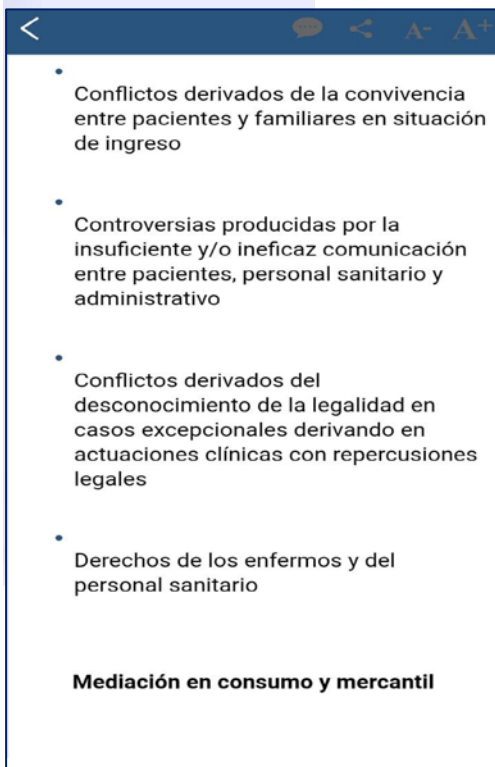 A- A+
Conflictos derivados de la convivencia
entre pacientes y familiares en situación
de ingreso
Controversias producidas por la
insuficiente y/o ineficaz comunicación
entre pacientes, personal sanitario y
administrativo
Conflictos derivados del
desconocimiento de la legalidad en
casos excepcionales derivando en
actuaciones clínicas con repercusiones
legales
Derechos de los enfermos y del
personal sanitario
Mediación en consumo y mercantil